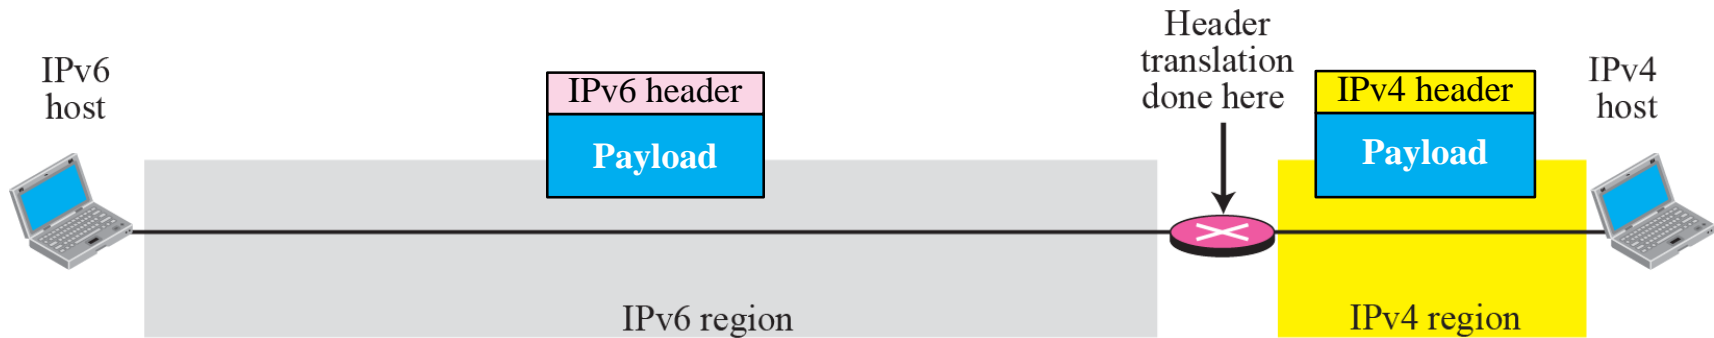 IPv6
host
IPv6 header
Payload
Header
translation
done here
IPv4 header
Payload
IPv4
host
IPv6 region
IPv4 region